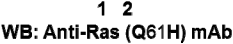 1 2
WB: Anti-Ras (Q61H) mAb